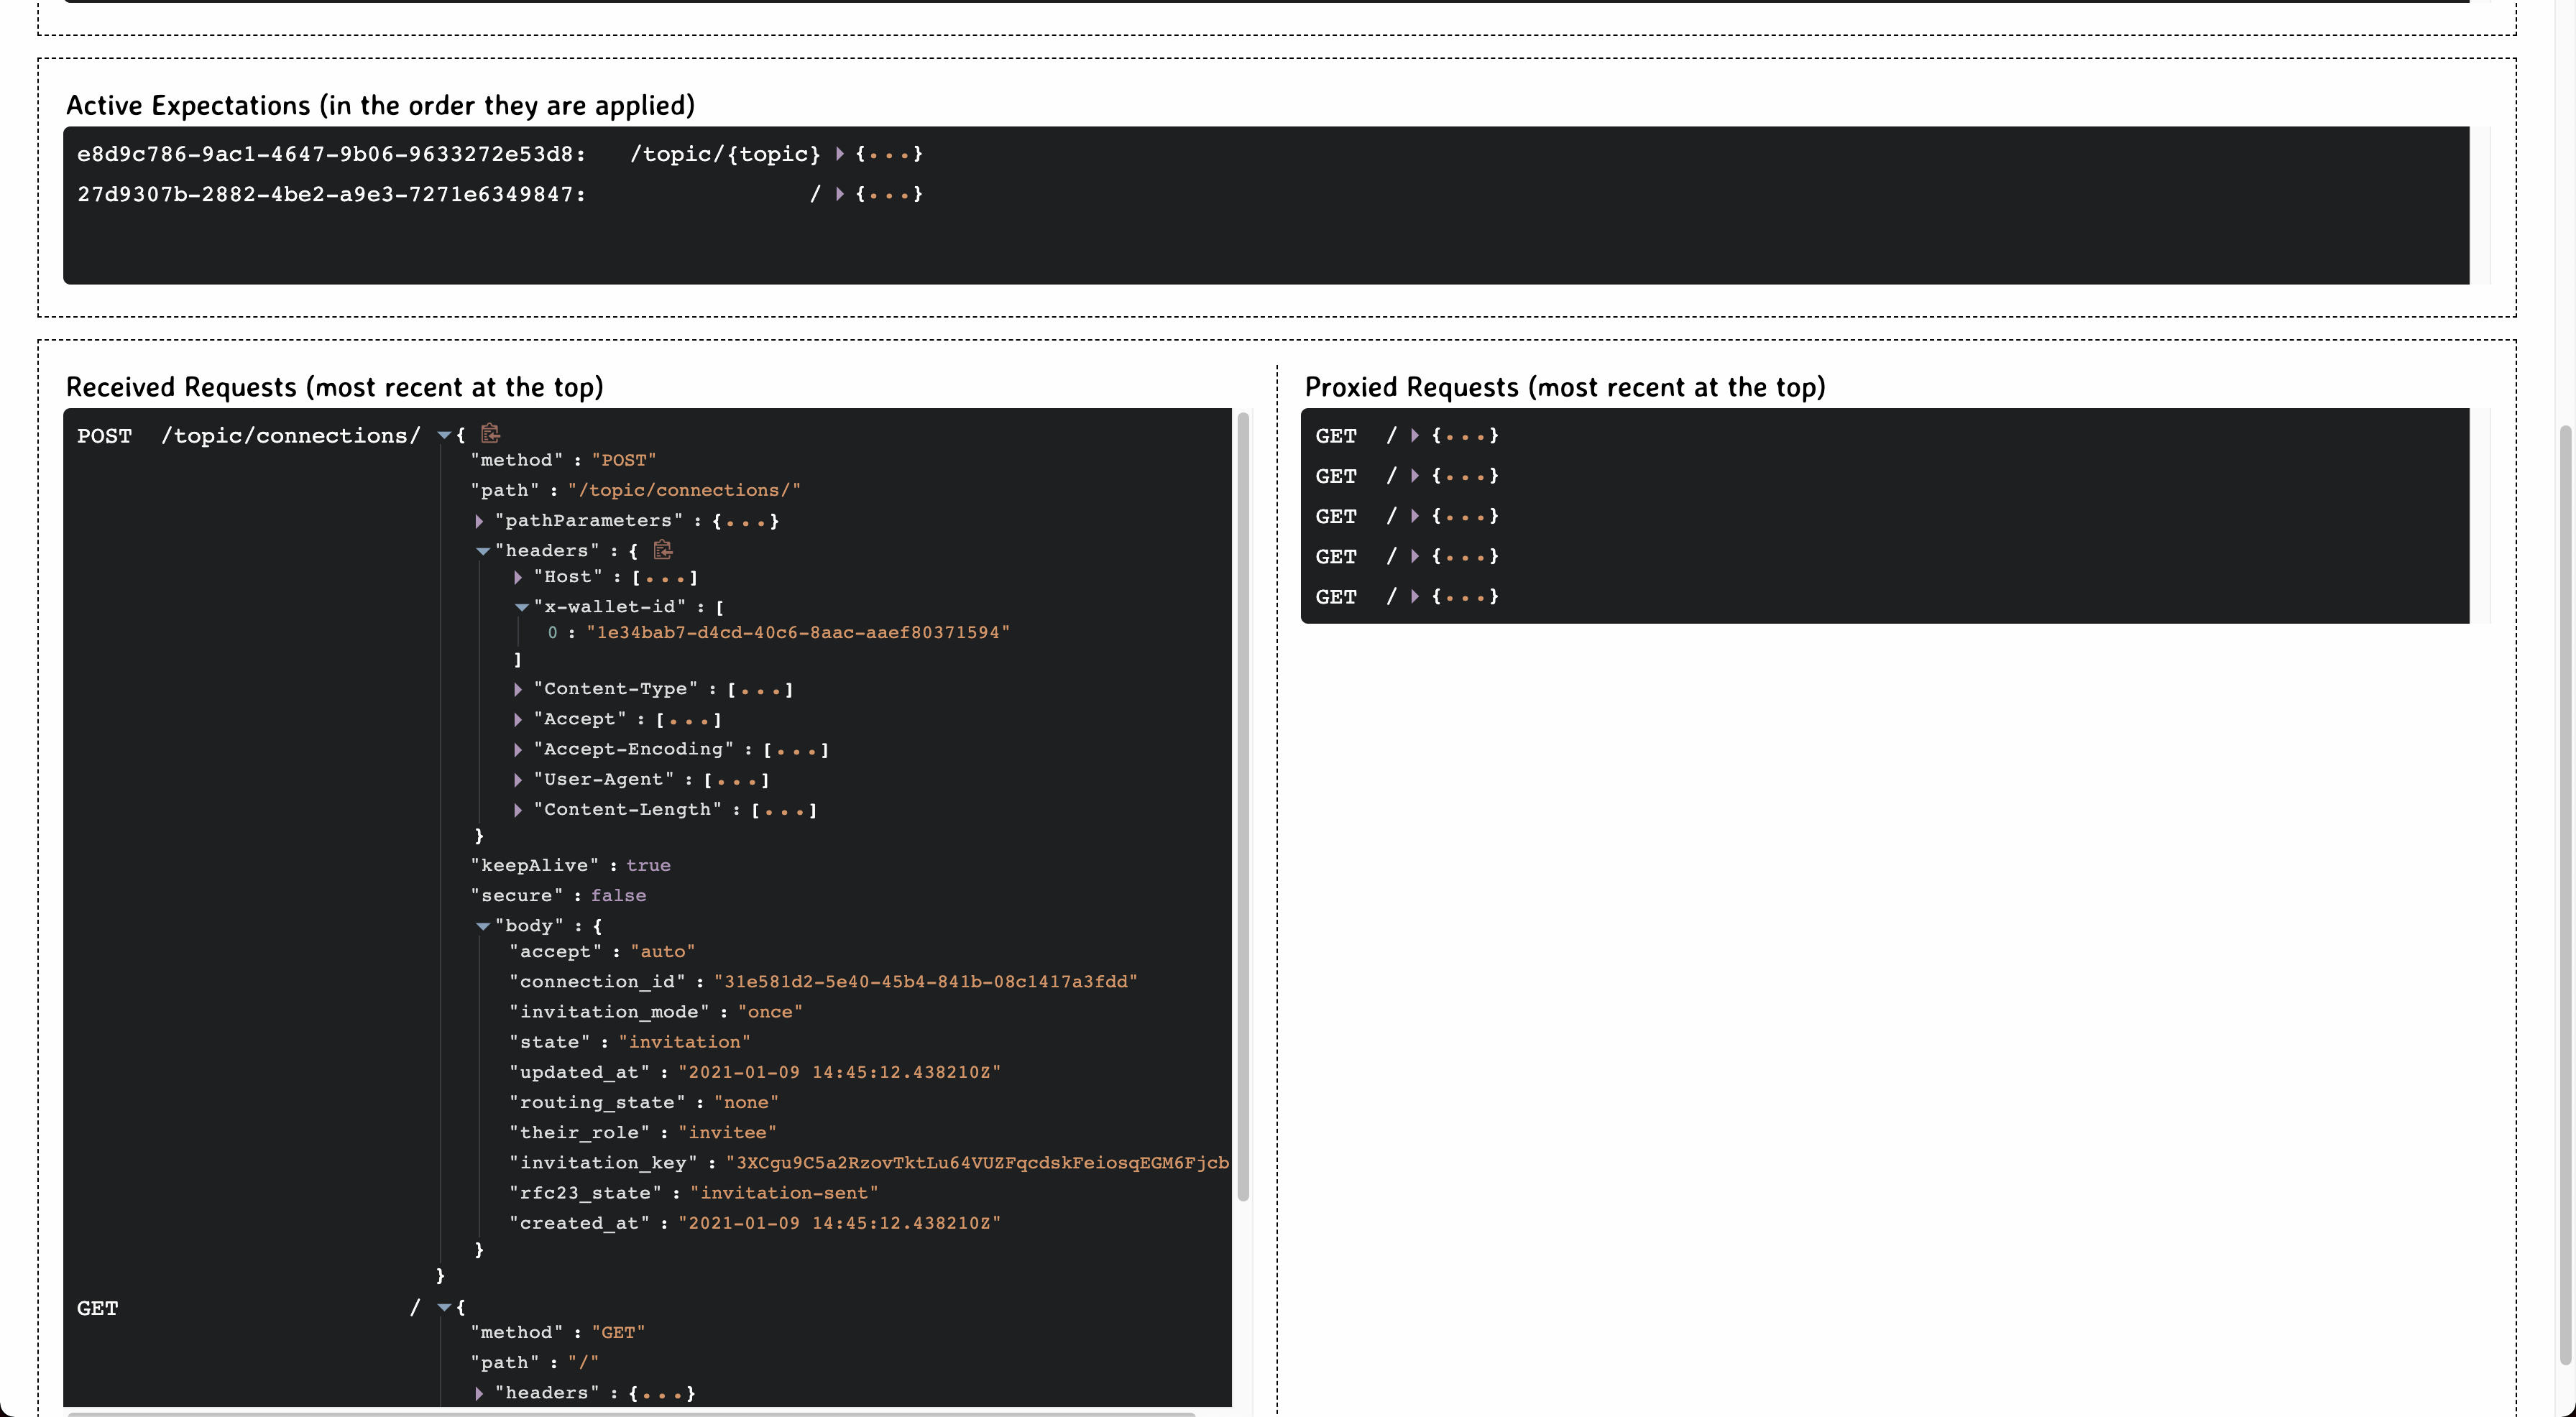 Active Expectations (in the order they are applied)
e8d9c786-9ac1-4647-9b06-9633272e53d8: /topic/{topic} {...}
27d9307b-2882-4be2-a9e3-7271e6349847: / {...}
Received Requests (most recent at the top)
POST /topic/connections/ {
"method" : "POST"
"path" : "/topic/connections/"
"pathParameters" : {...}
"headers" : {
"Host" : [...]
"x-wallet-id" : [
0 : "1e34bab7-d4cd-40c6-8aac-aaef80371594"
]
"Content-Type" : [...]
"Accept" : [...]
"Accept-Encoding" : [...]
"User-Agent" : [...]
"Content-Length" : [...]
}
"keepAlive" : true
"secure" : false
"body" : {
"accept" : "auto"
"connection_id" : "31e581d2-5e40-45b4-841b-08c1417a3fdd"
"invitation_mode" : "once"
"state" : "invitation"
"updated_at" : "2021-01-09 14:45:12.438210Z"
"routing_state" : "none"
"their_role" : "invitee"
"invitation_key" : "3XCgu9C5a2RzovTktLu64VUZFqcdskFeiosqEGM6Fjcb
"rfc23_state" : "invitation-sent"
"created_at" : "2021-01-09 14:45:12.438210Z"
}
}
GET / {
"method" : "GET"
"path" : "/"
"headers" : {...}
Proxied Requests (most recent at the top)
GET / {...}
GET / {...}
GET / {...}
GET / {...}
GET / {...}